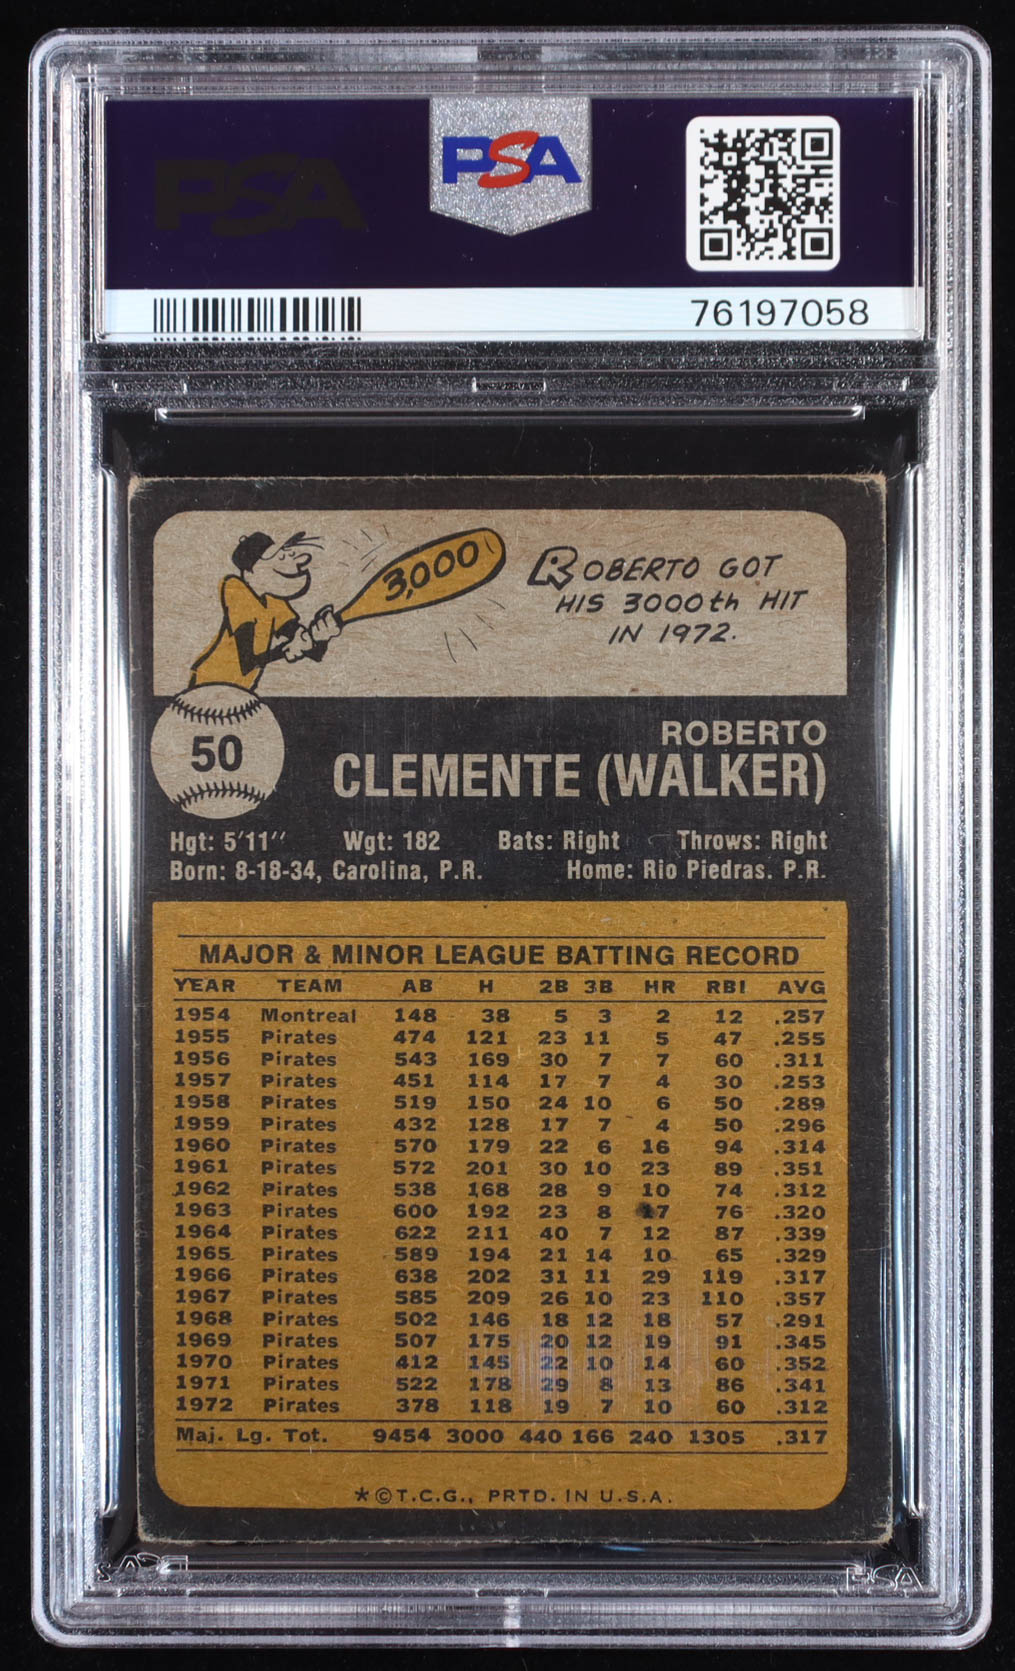 PSA
PSA
76197058
3,000
ROBERTO GOT
HIS 3000th HIT
IN 1972.
50
ROBERTO
CLEMENTE (WALKER)
Hgt: 5'11'' Wgt: 182 Bats: Right Throws: Right
Born: 8-18-34, Carolina, P.R. Home: Rio Piedras. P.R.
MAJOR & MINOR LEAGUE BATTING RECORD
YEAR TEAM AB H 2B 3B HR RBI AVG
1954 Montreal 148 38 5 3 2 12 .257
1955 Pirates 474 121 23 11 5 47 .255
1956 Pirates 543 169 30 7 7 60 .311
1957 Pirates 451 114 17 7 4 30 .253
1958 Pirates 519 150 24 10 6 50 .289
1959 Pirates 432 128 17 7 4 50 .296
1960 Pirates 570 179 22 6 16 94 .314
1961 Pirates 572 201 30 10 23 89 .351
1962 Pirates 538 168 28 9 10 74 .312
1963 Pirates 600 192 23 8 17 76 .320
1964 Pirates 622 211 40 7 12 87 .339
1965 Pirates 589 194 21 14 10 65 .329
1966 Pirates 638 202 31 11 29 119 .317
1967 Pirates 585 209 26 10 23 110 .357
1968 Pirates 502 146 18 12 18 57 .291
1969 Pirates 507 175 20 12 19 91 .345
1970 Pirates 412 145 22 10 14 60 .352
1971 Pirates 522 178 29 8 13 86 .341
1972 Pirates 378 118 19 7 10 60 .312
Maj. Lg. Tot. 9454 3000 440 166 240 1305 .317
*©T.C.G., PRTD. IN U.S.A.
PSA
PSA